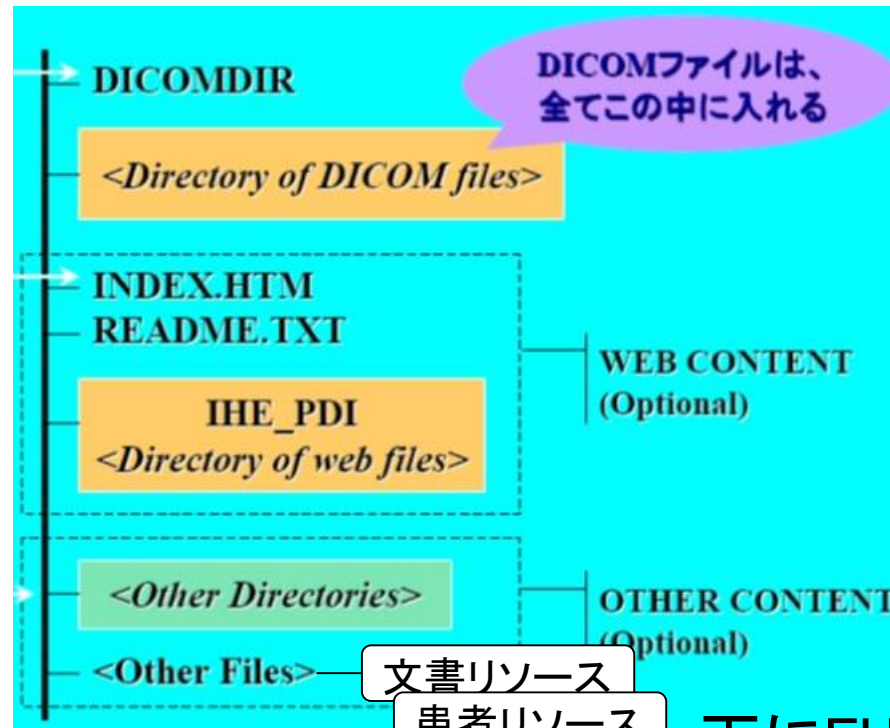 DICOMDIR
DICOMファイルは、
全てこの中に入れる
<Directory of DICOM files>
INDEX.HTM
README.TXT
IHE_PDI
<Directory of web files>
WEB CONTENT
(Optional)
<Other Directories>
<Other Files>
OTHER CONTENT
(Optional)
文書リソース
患者リソース